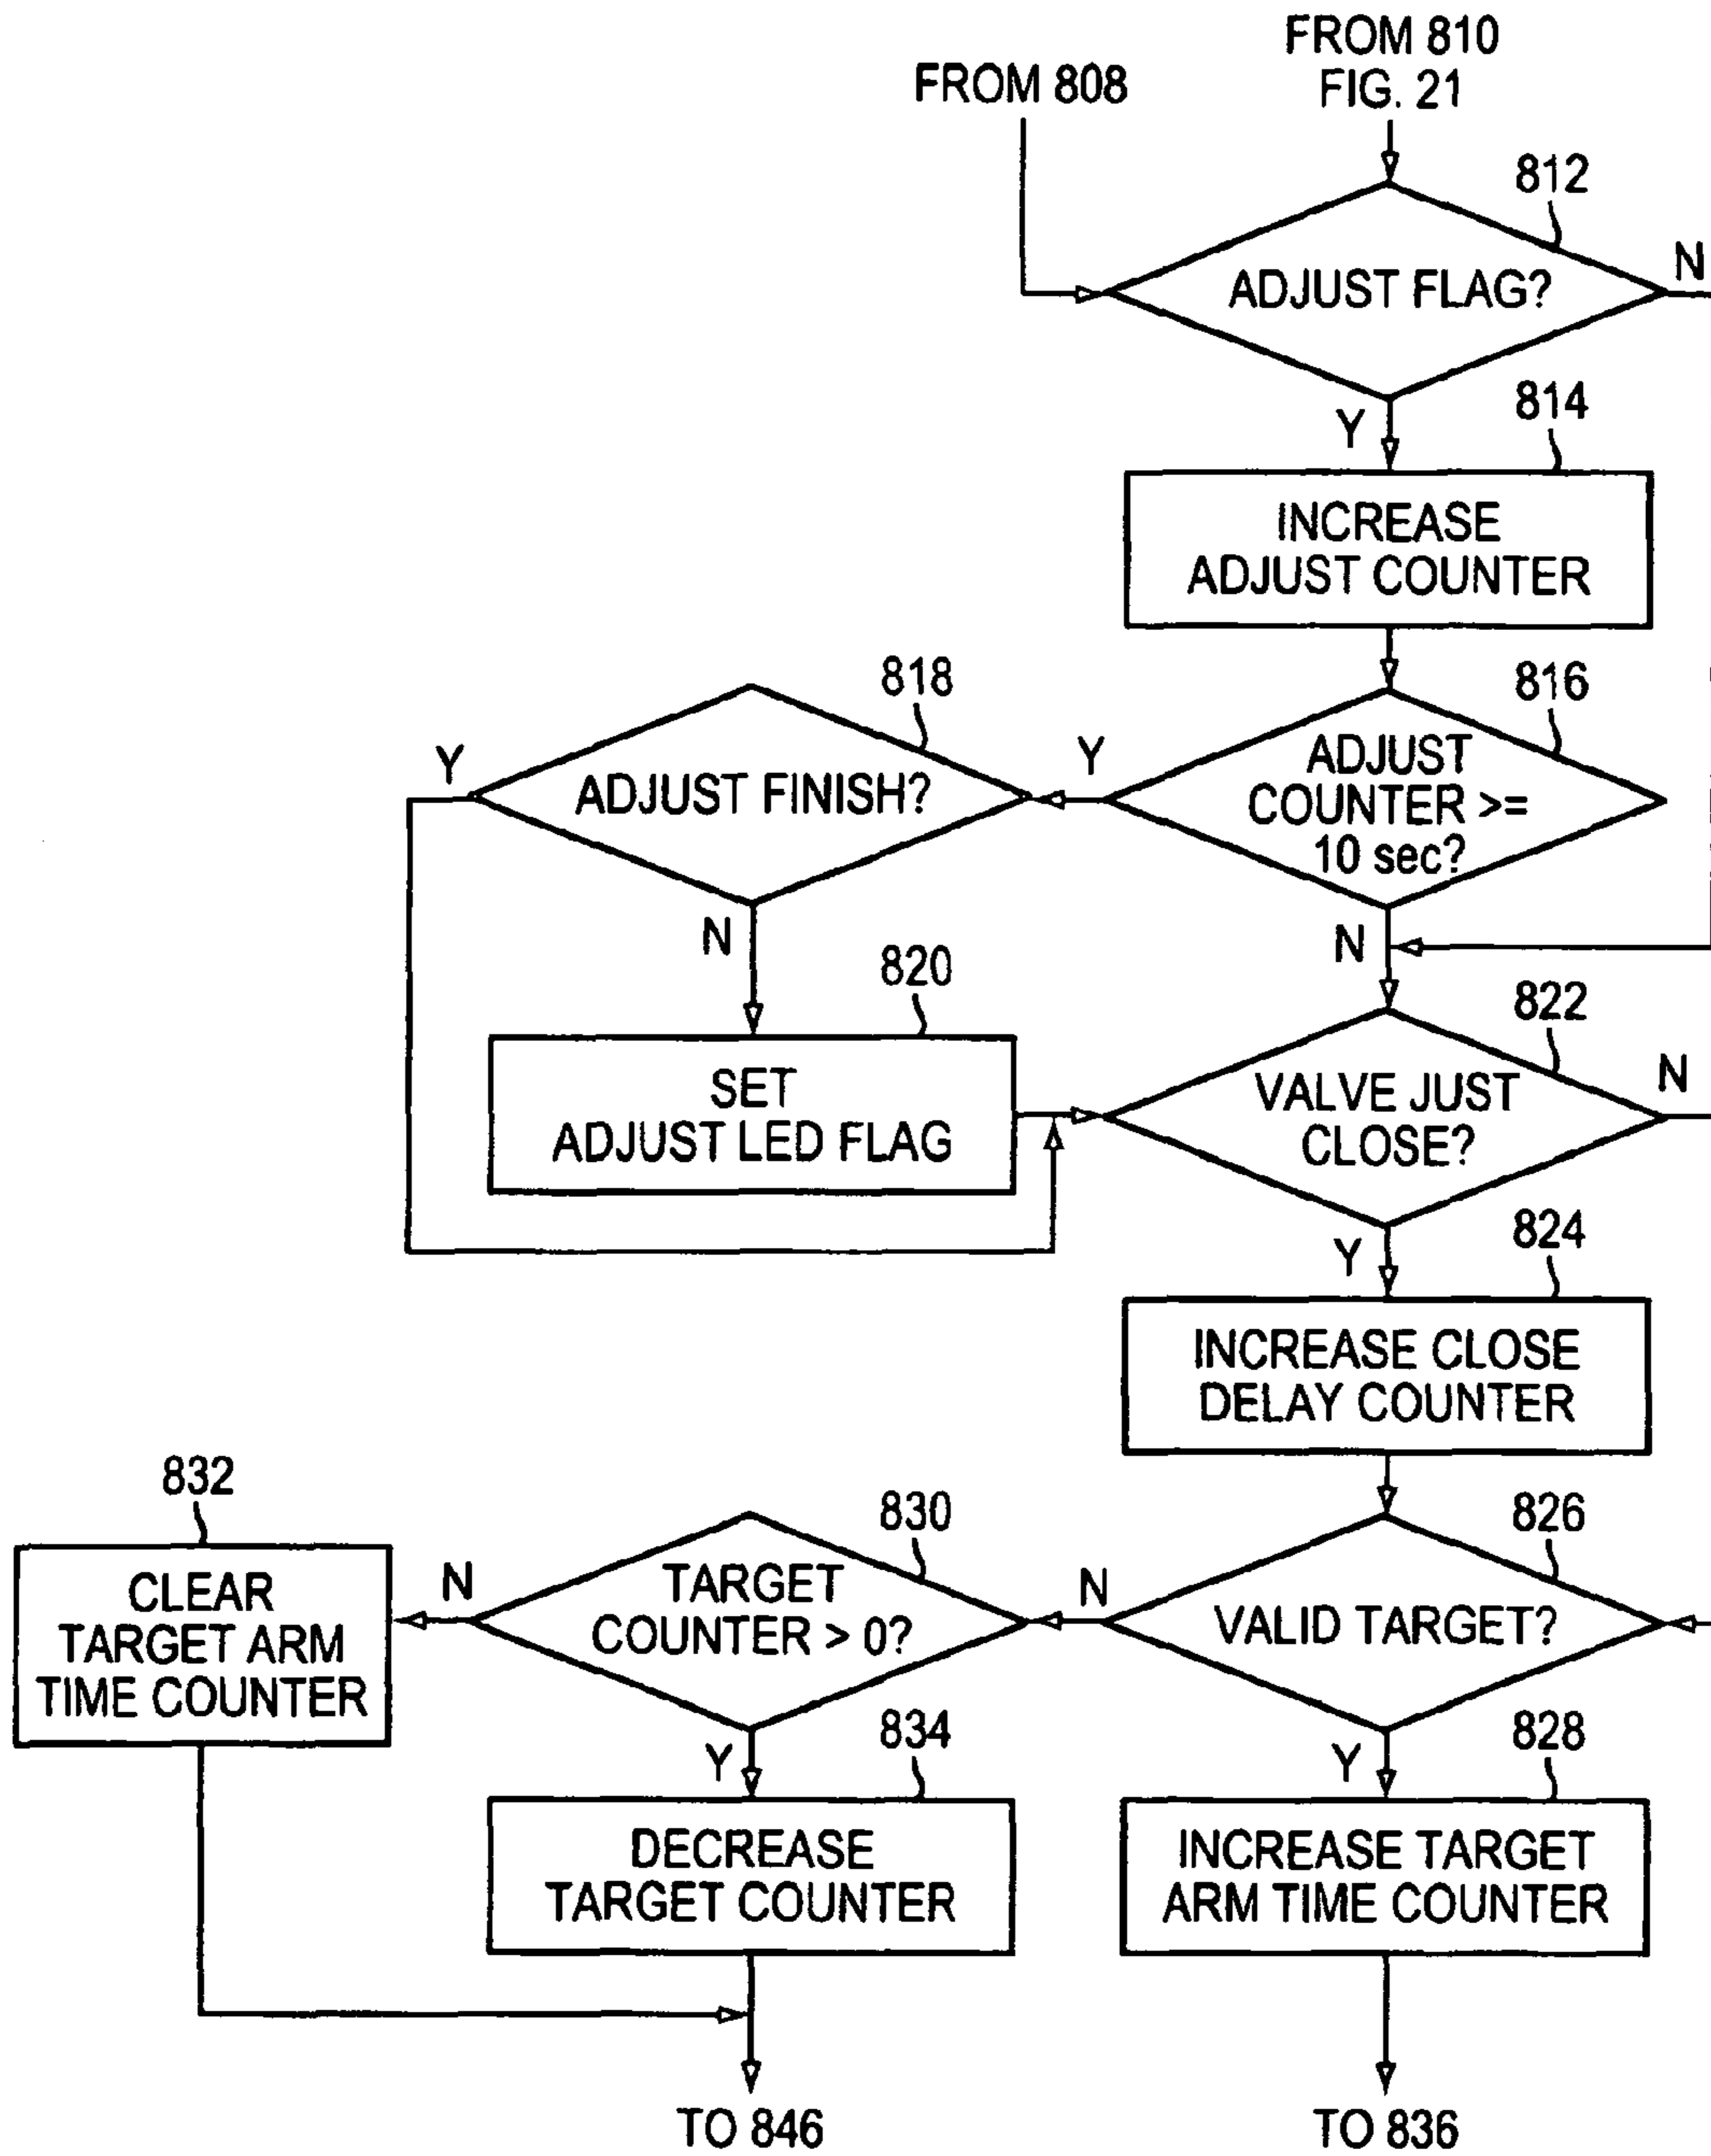 FROM 808
FROM 810
FIG. 21
812
ADJUST FLAG?
N
Y
814
INCREASE
ADJUST COUNTER
816
ADJUST
COUNTER >=
10 sec?
Y
N
818
ADJUST FINISH?
Y
N
820
SET
ADJUST LED FLAG
822
VALVE JUST
CLOSE?
N
Y
824
INCREASE CLOSE
DELAY COUNTER
826
VALID TARGET?
N
Y
830
TARGET
COUNTER > 0?
N
Y
832
CLEAR
TARGET ARM
TIME COUNTER
834
DECREASE
TARGET COUNTER
828
INCREASE TARGET
ARM TIME COUNTER
TO 846
TO 836